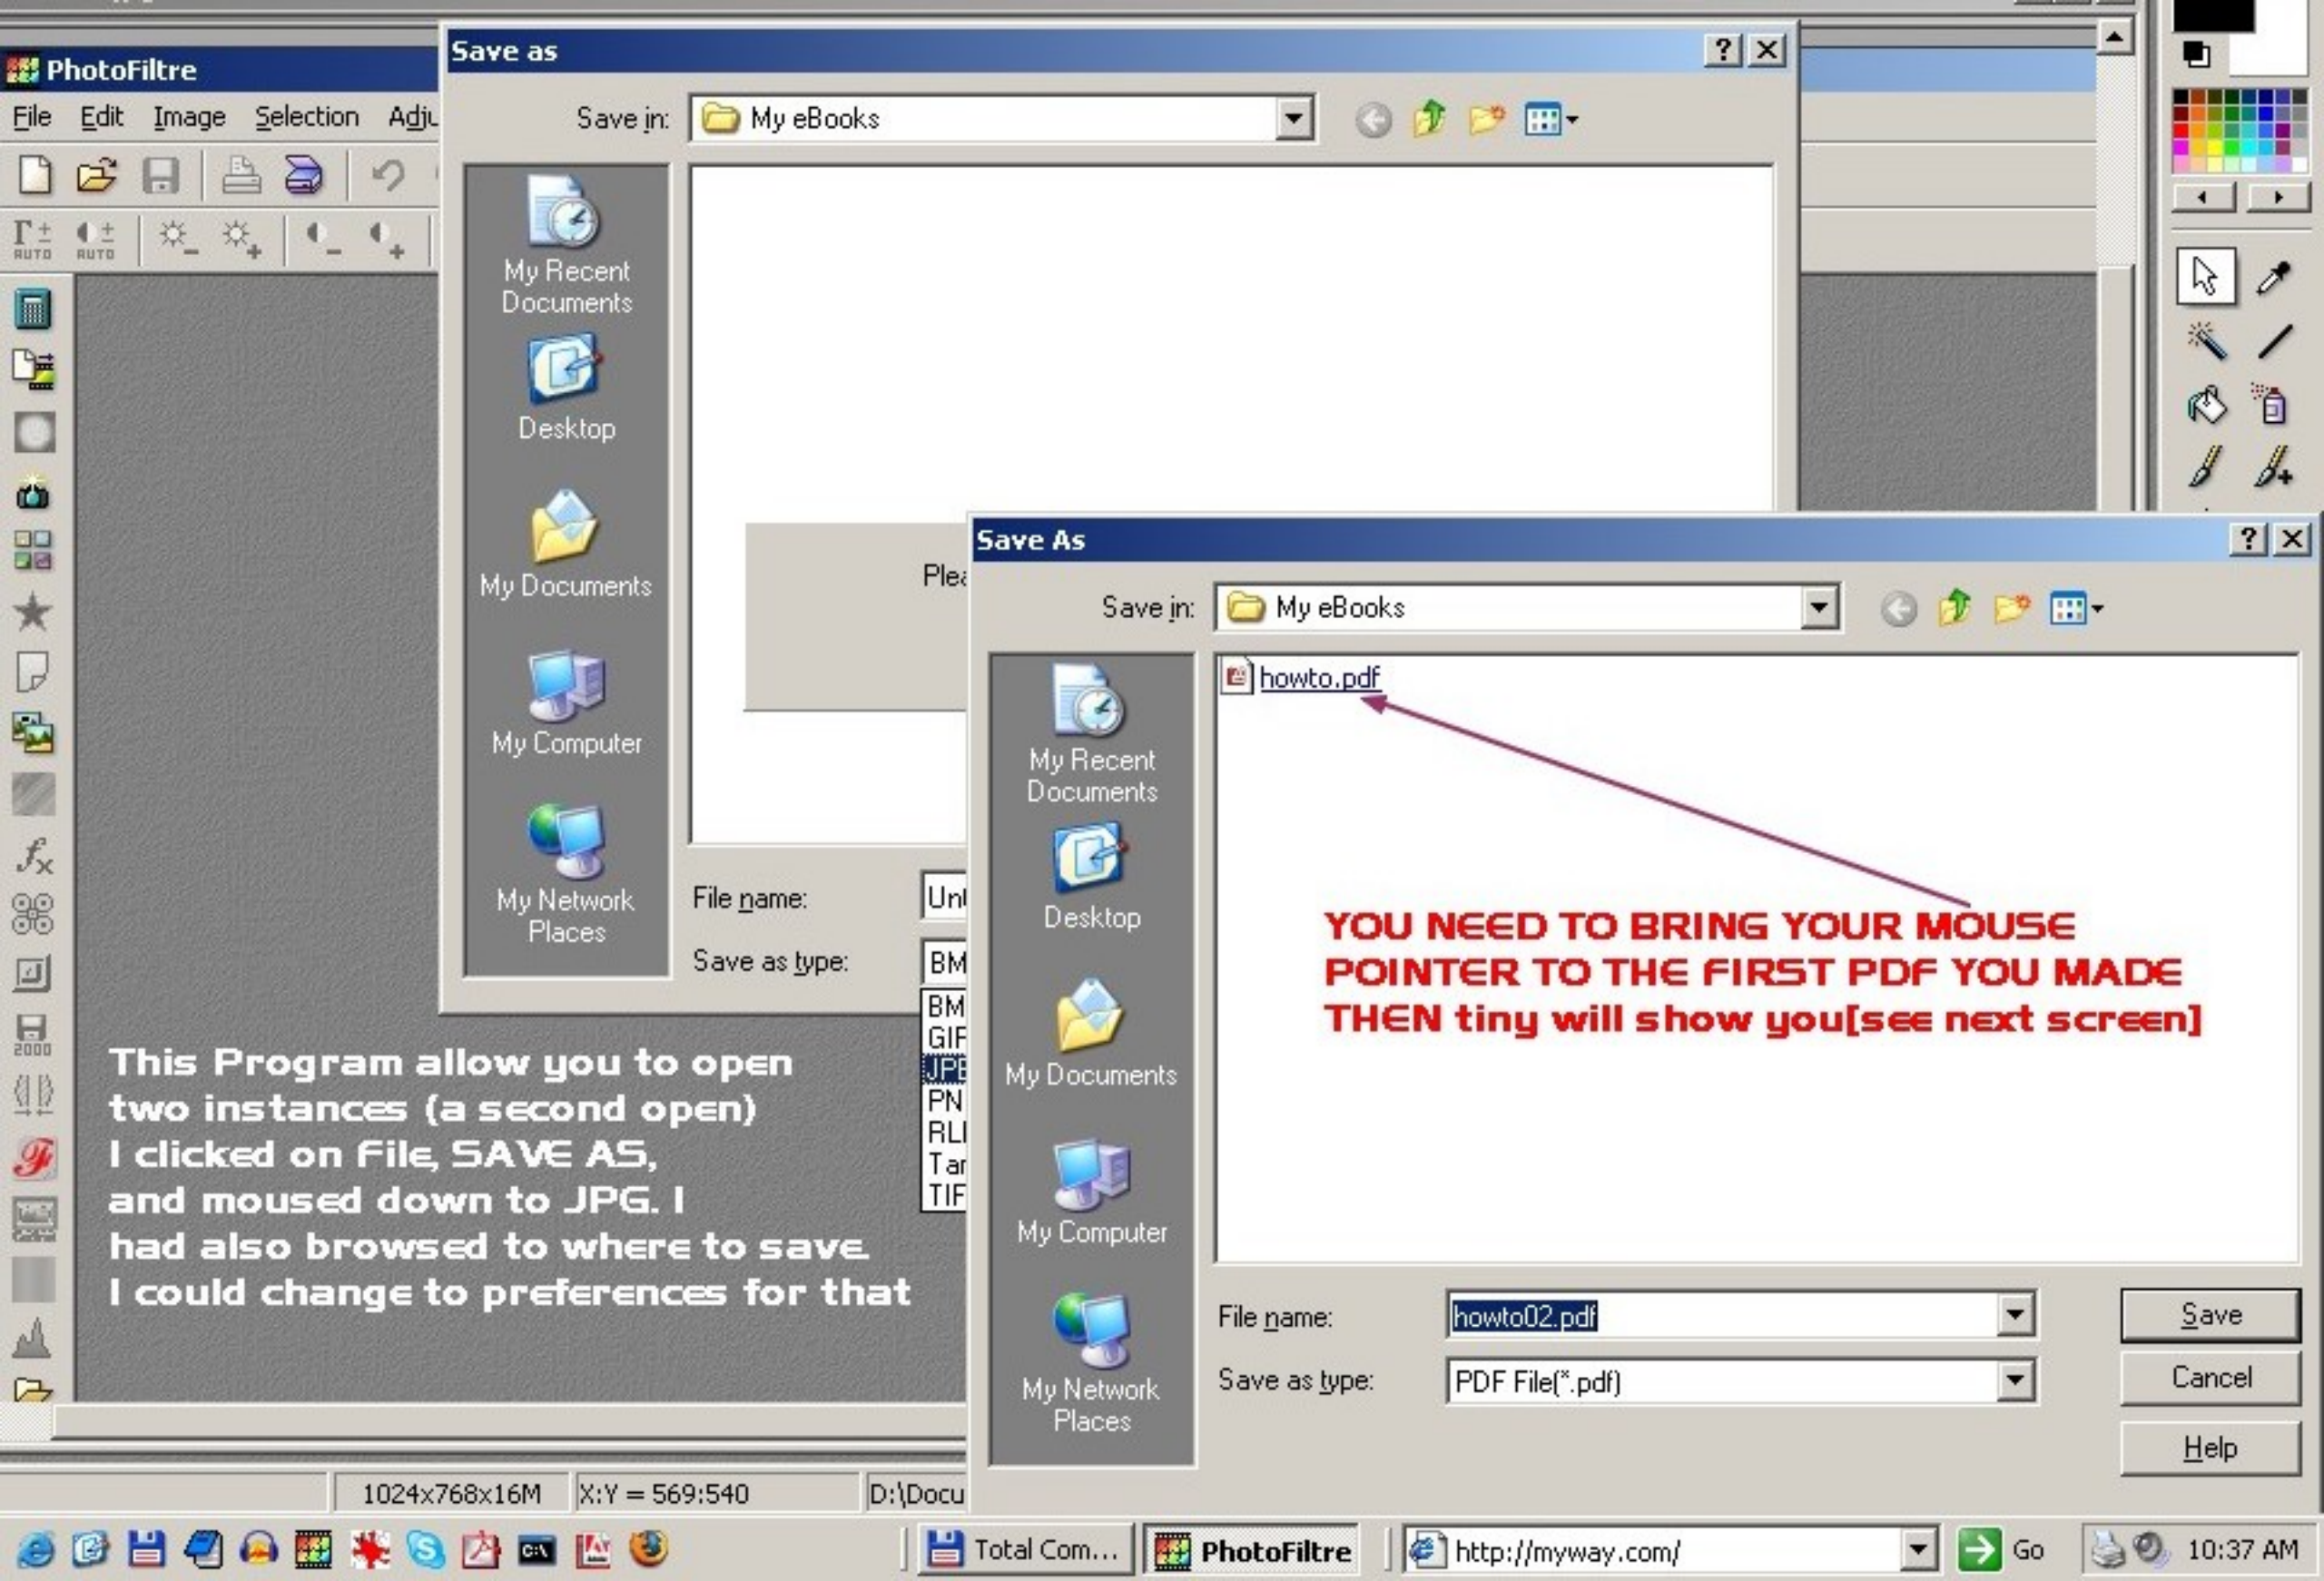 PhotoFiltre
File Edit Image Selection
AUTO AUTO
2000
Save as
Save in: My eBooks
My Recent
Documents
Desktop
My Documents
My Computer
My Network
Places
File name:
Save as type:
Save As
Save in: My eBooks
howto.pdf
My Recent
Documents
Desktop
My Documents
My Computer
My Network
Places
YOU NEED TO BRING YOUR MOUSE
POINTER TO THE FIRST PDF YOU MADE
THEN tiny will show you[see next screen]
File name: howto02.pdf
Save as type: PDF File(*.pdf)
Save
Cancel
Help
This Program allow you to open
two instances (a second open)
I clicked on File, SAVE AS,
and moused down to JPG. I
had also browsed to where to save.
I could change to preferences for that
1024x768x16M X:Y = 569:540 D:\Docu
Total Com... PhotoFiltre http://myway.com/ Go 10:37 AM